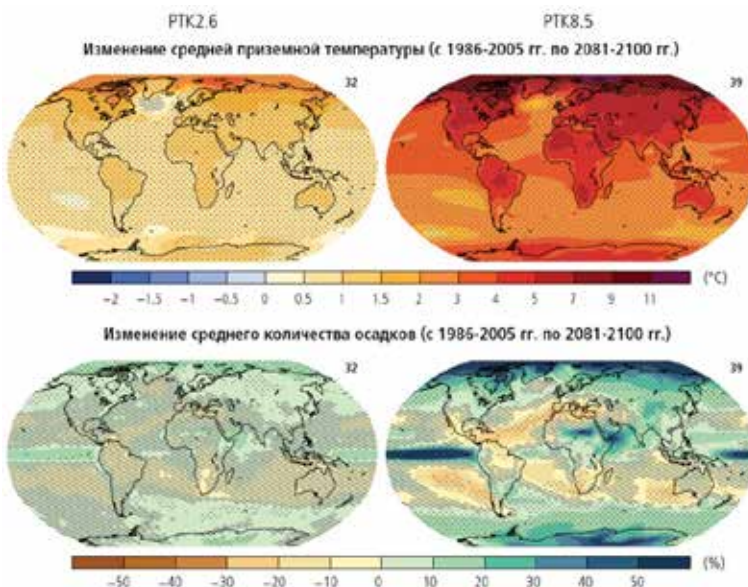 РТК2.6 РТК8.5
Изменение средней приземной температуры (с 1986-2005 гг. по 2081-2100 гг.)
32 39
(°C)
−2 −1.5 −1 −0.5 0 0.5 1 1.5 2 3 4 5 7 9 11
Изменение среднего количества осадков (с 1986-2005 гг. по 2081-2100 гг.)
32 39
(%)
−50 −40 −30 −20 −10 0 10 20 30 40 50